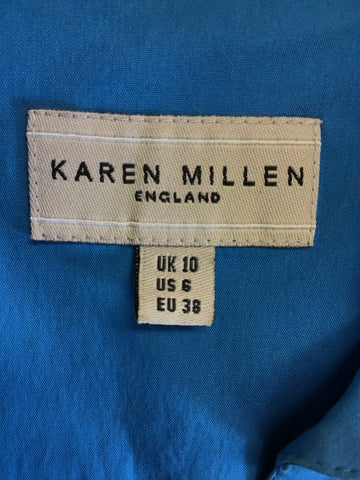 KAREN MILLEN
ENGLAND
UK 10
US 6
EU 38